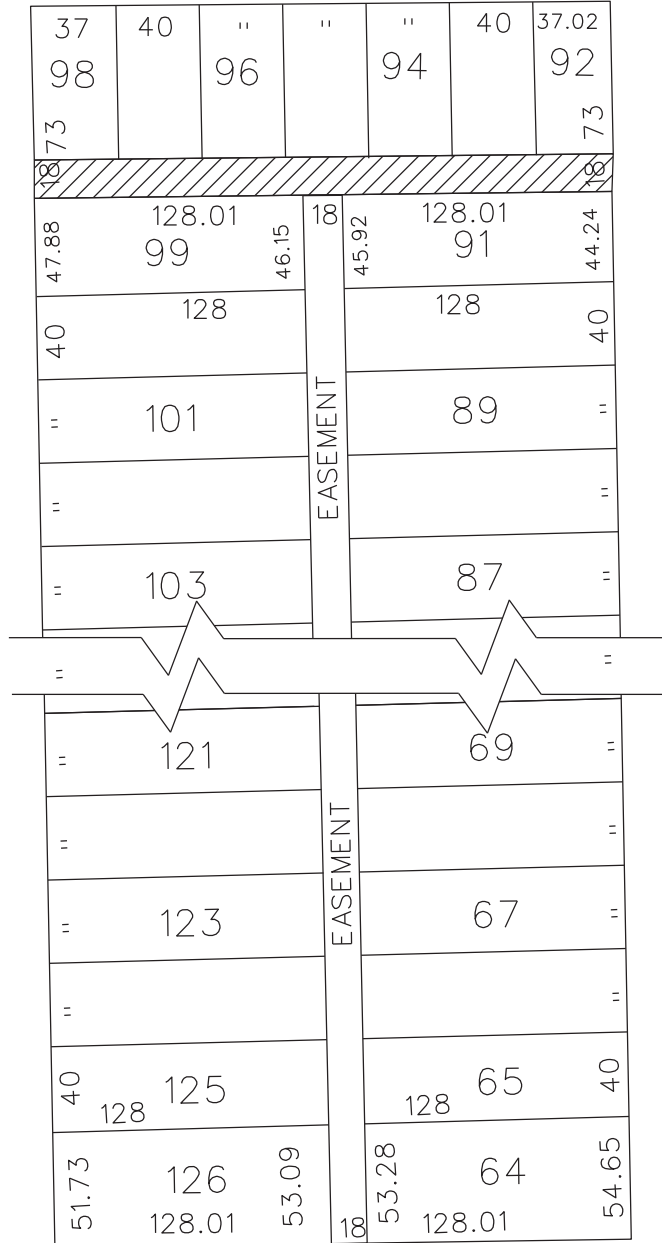 37 40 " " " 40 37.02
98 96 94 92
73 73
18 18
128.01 18 128.01
47.88 99 46.15 45.92 91 44.24
128 128
40 40
" 101 89 "
EASEMENT
" "
" 103 87 "
" "
" 121 69 "
" "
EASEMENT
" 123 67 "
" "
40 125 65 40
128 128
51.73 126 53.09 53.28 64 54.65
128.01 18 128.01